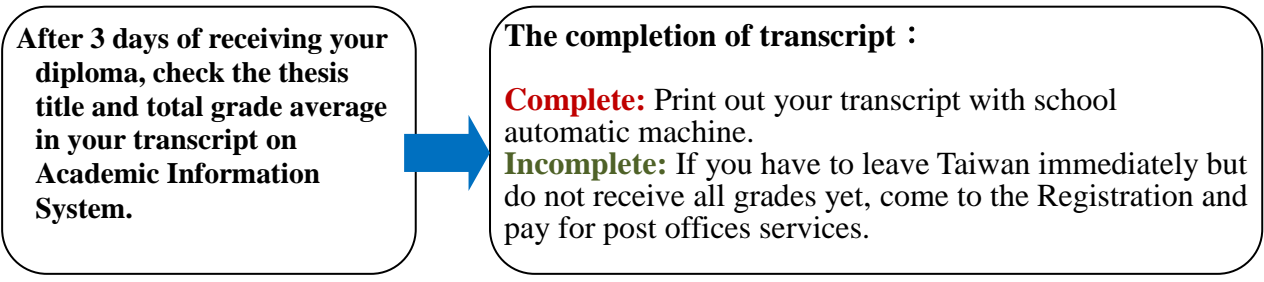 After 3 days of receiving your
diploma, check the thesis
title and total grade average
in your transcript on
Academic Information
System.
The completion of transcript：
Complete: Print out your transcript with school
automatic machine.
Incomplete: If you have to leave Taiwan immediately but
do not receive all grades yet, come to the Registration and
pay for post offices services.